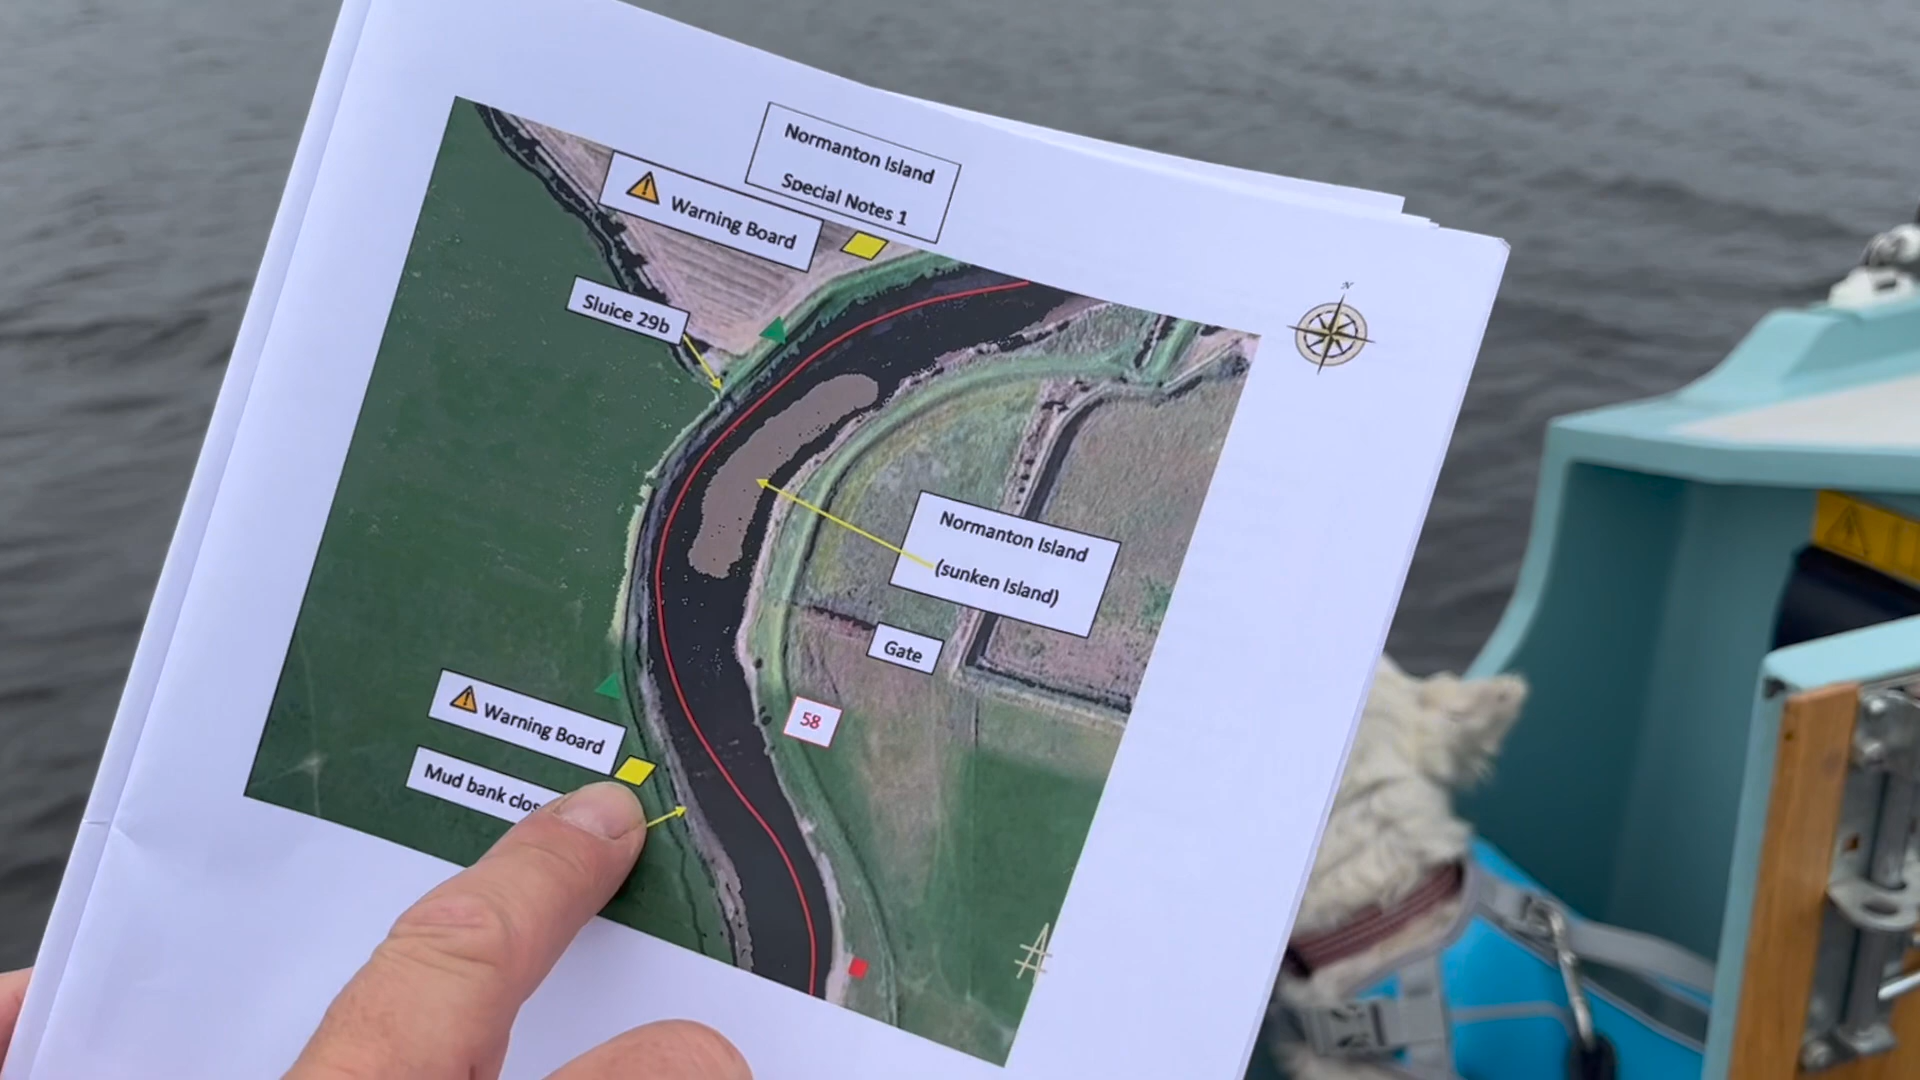 Normanton Island
Special Notes 1
Warning Board
Sluice 29b
N
Normanton Island
(sunken Island)
Gate
58
Warning Board
Mud bank